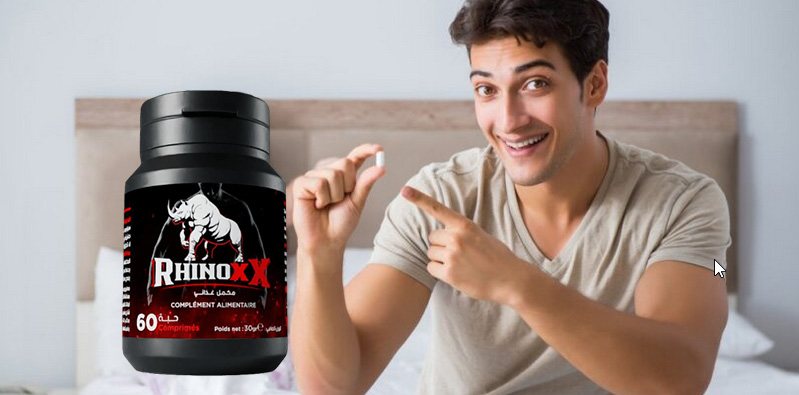 RHINOXX
مكمل غذائي
COMPLÉMENT ALIMENTAIRE
60 حبة
Comprimés
Poids net : 30g